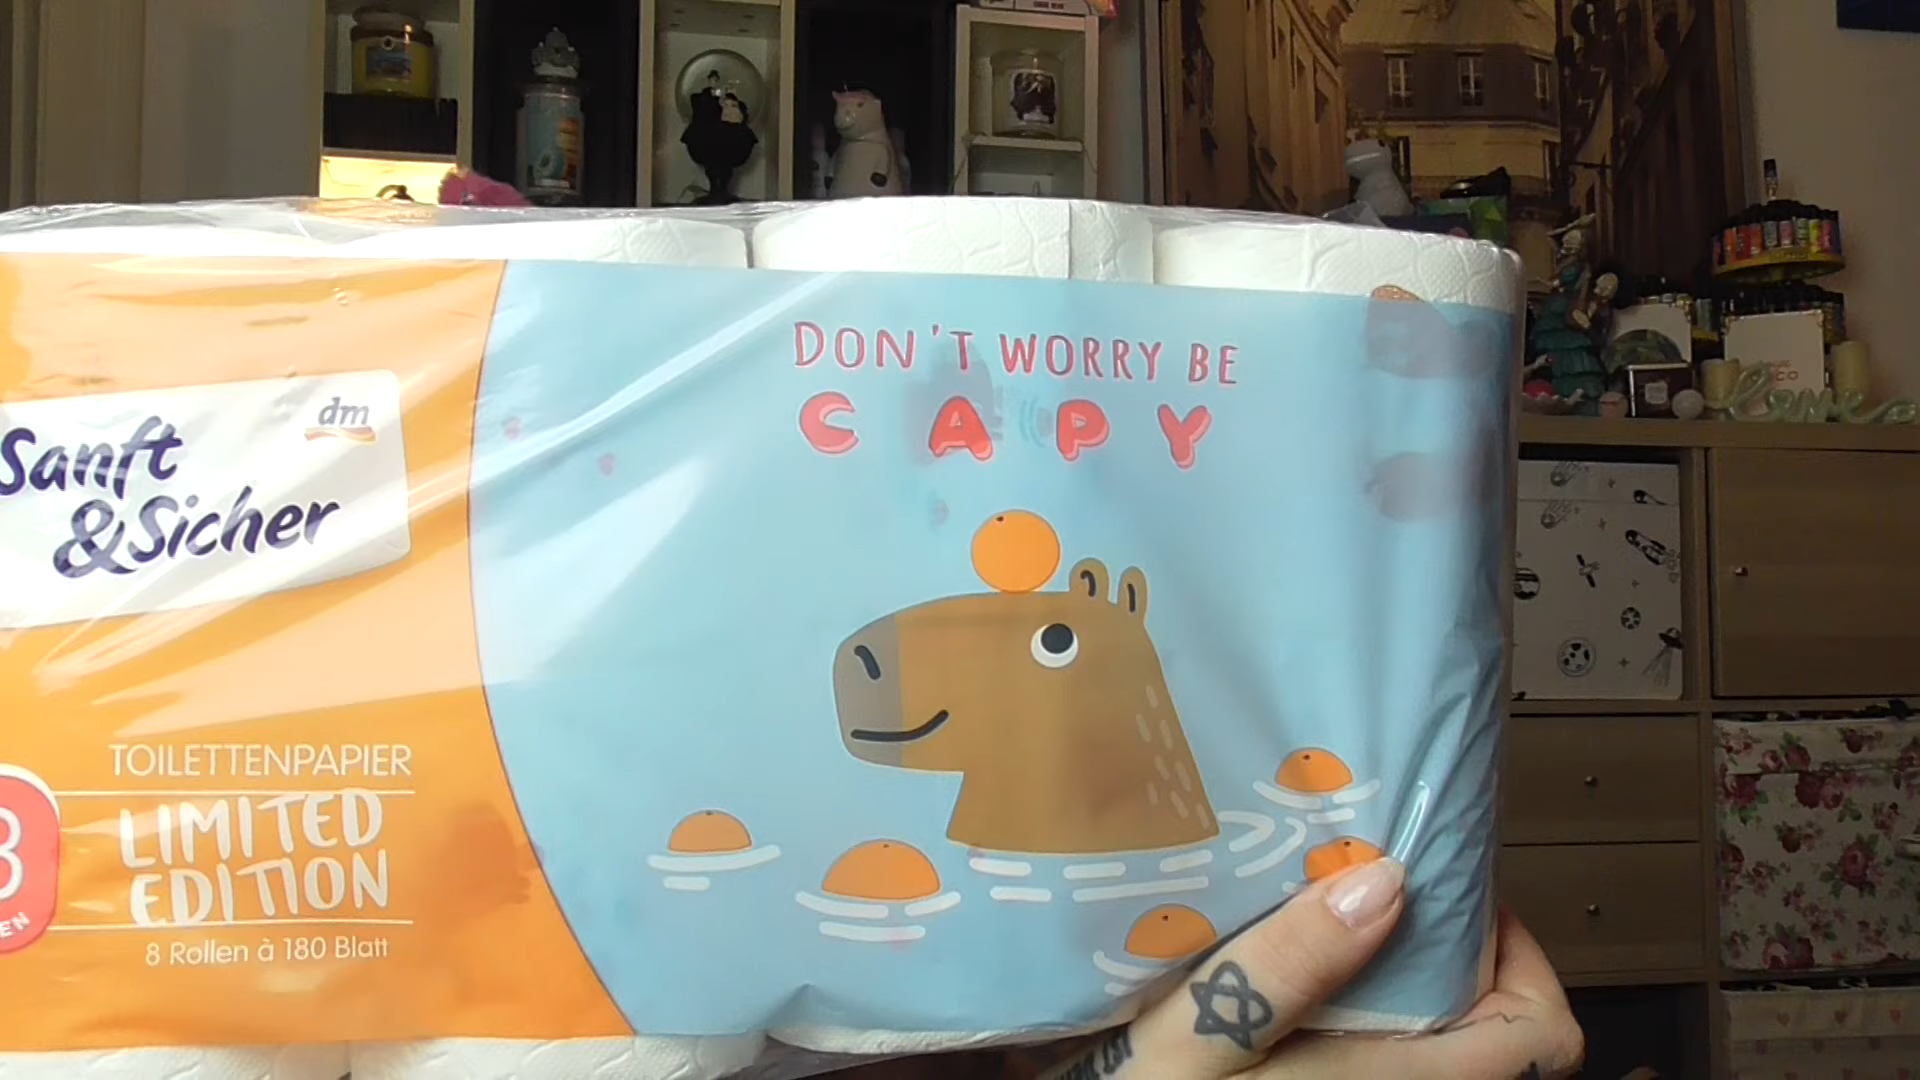 DON'T WORRY BE
CAPY
dm
Sanft
&Sicher
TOILETTENPAPIER
LIMITED
EDITION
8 Rollen à 180 Blatt